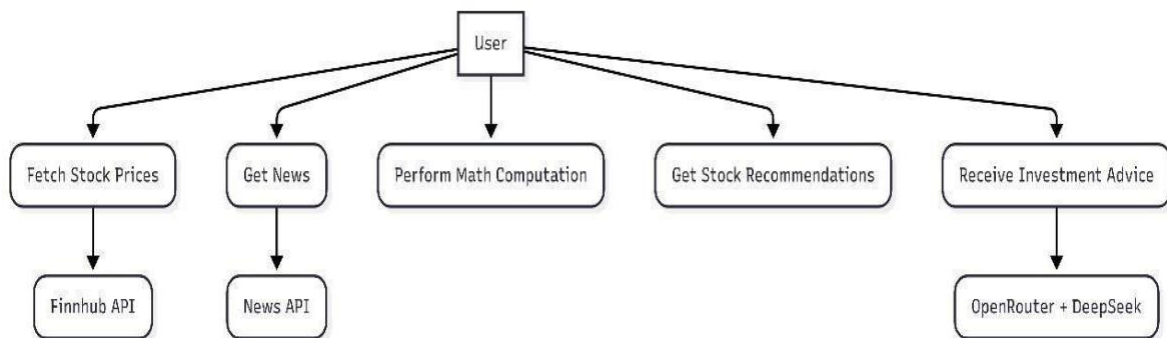 User
Fetch Stock Prices
Get News
Perform Math Computation
Get Stock Recommendations
Receive Investment Advice
Finnhub API
News API
OpenRouter + DeepSeek